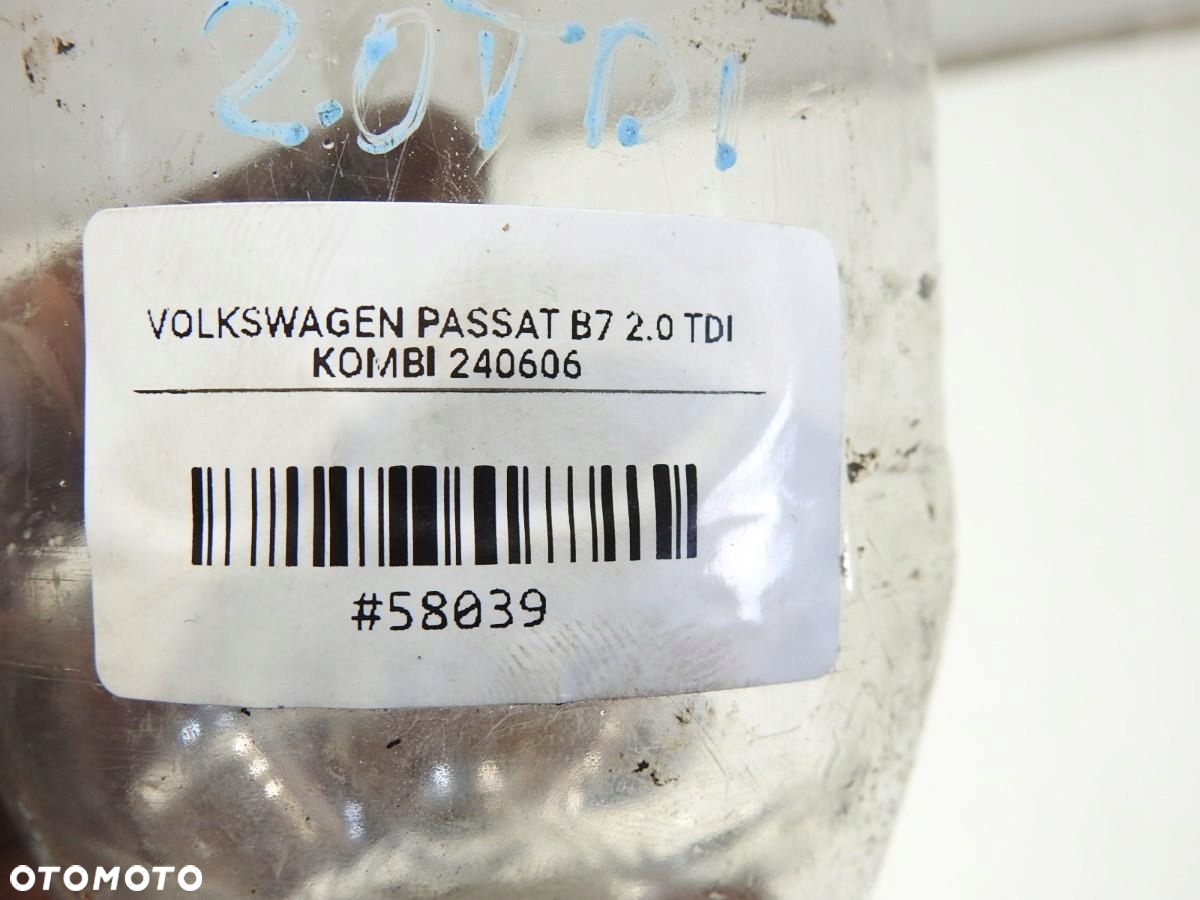 2.0TDI
VOLKSWAGEN PASSAT B7 2.0 TDI
KOMBI 240606
#58039
OTOMOTO